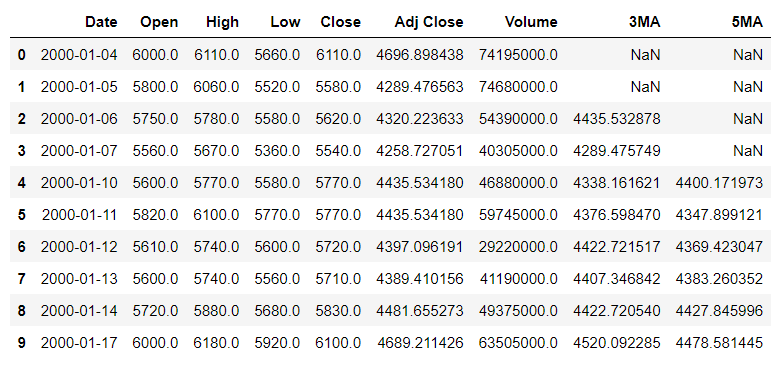 Date Open High Low Close Adj Close Volume 3MA 5MA
0 2000-01-04 6000.0 6110.0 5660.0 6110.0 4696.898438 74195000.0 NaN NaN
1 2000-01-05 5800.0 6060.0 5520.0 5580.0 4289.476563 74680000.0 NaN NaN
2 2000-01-06 5750.0 5780.0 5580.0 5620.0 4320.223633 54390000.0 4435.532878 NaN
3 2000-01-07 5560.0 5670.0 5360.0 5540.0 4258.727051 40305000.0 4289.475749 NaN
4 2000-01-10 5600.0 5770.0 5580.0 5770.0 4435.534180 46880000.0 4338.161621 4400.171973
5 2000-01-11 5820.0 6100.0 5770.0 5770.0 4435.534180 59745000.0 4376.598470 4347.899121
6 2000-01-12 5610.0 5740.0 5600.0 5720.0 4397.096191 29220000.0 4422.721517 4369.423047
7 2000-01-13 5600.0 5740.0 5560.0 5710.0 4389.410156 41190000.0 4407.346842 4383.260352
8 2000-01-14 5720.0 5880.0 5680.0 5830.0 4481.655273 49375000.0 4422.720540 4427.845996
9 2000-01-17 6000.0 6180.0 5920.0 6100.0 4689.211426 63505000.0 4520.092285 4478.581445